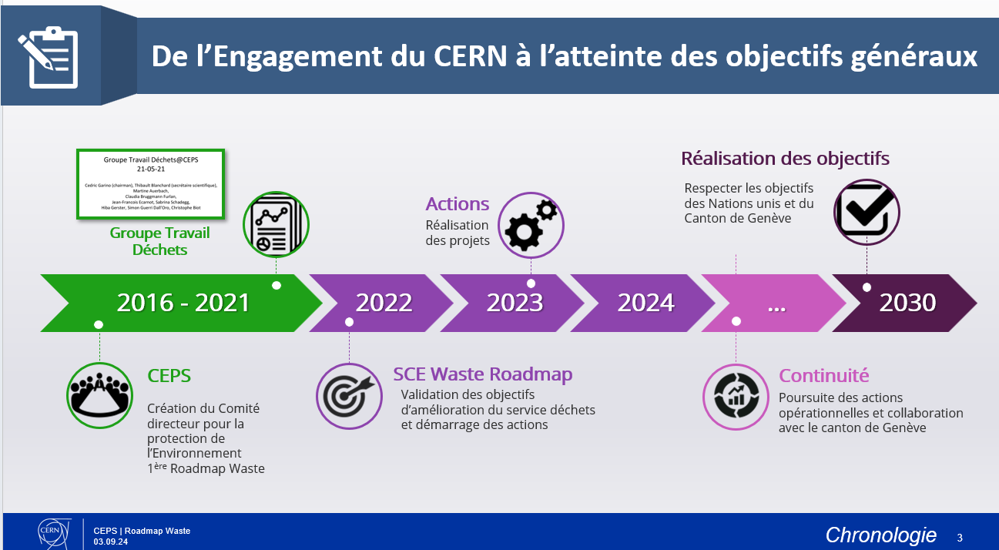 De l’Engagement du CERN à l’atteinte des objectifs généraux
Groupe Travail Déchets@CEPS
21-05-21
Cedric Garino (chairman), Thibault Blanchard (secrétaire scientifique),
Martine Auerbach,
Claudia Bruggmann Furlan,
Jean-Francois Ecarnot, Sabrina Schadegg,
Hiba Gerster, Simon Guerri Dall’Oro, Christophe Biot
Groupe Travail
Déchets
Actions
Réalisation
des projets
Réalisation des objectifs
Respecter les objectifs
des Nations unis et du
Canton de Genève
2016 - 2021
2022
2023
2024
...
2030
CEPS
Création du Comité
directeur pour la
protection de
l’Environnement
1ère Roadmap Waste
SCE Waste Roadmap
Validation des objectifs
d’amélioration du service déchets
et démarrage des actions
Continuité
Poursuite des actions
opérationnelles et collaboration
avec le canton de Genève
CERN
CEPS | Roadmap Waste
03.09.24
Chronologie
3